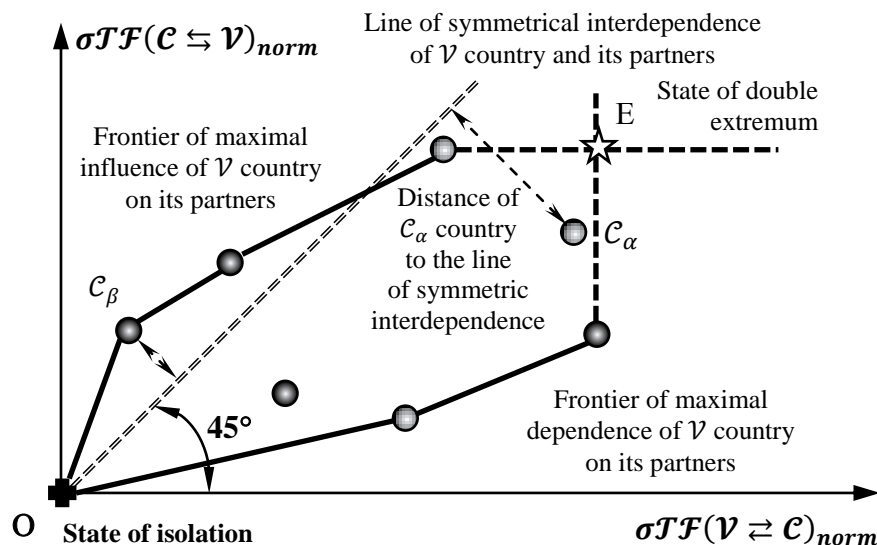 σ𝒯ℱ(𝒞 ⇆ 𝒱)norm
Line of symmetrical interdependence
of 𝒱 country and its partners
E
State of double
extremum
Frontier of maximal
influence of 𝒱 country
on its partners
Distance of
𝒞α country
to the line
of symmetric
interdependence
𝒞α
𝒞β
45°
Frontier of maximal
dependence of 𝒱 country
on its partners
O
State of isolation
σ𝒯ℱ(𝒱 ⇄ 𝒞)norm